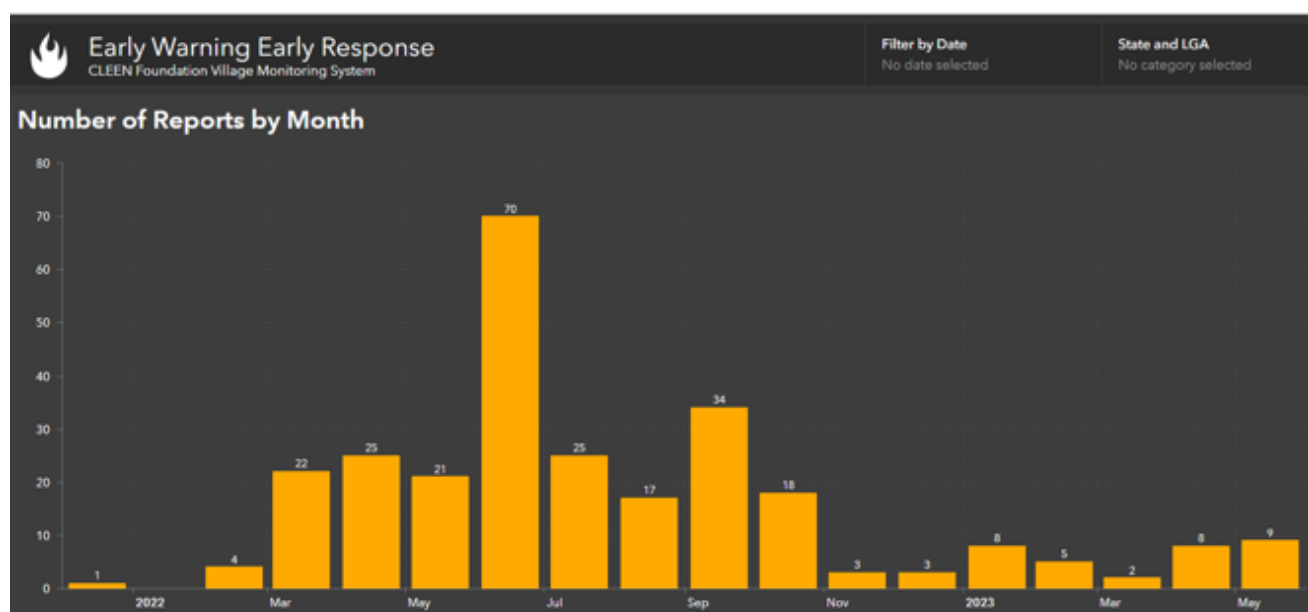 Early Warning Early Response
CLEEN Foundation Village Monitoring System
Filter by Date
No date selected
State and LGA
No category selected
Number of Reports by Month
80
70
60
50
40
30
20
10
0
1
4
22
25
21
70
25
17
34
18
3
3
8
5
2
8
9
2022
Mar
May
Jul
Sep
Nov
2023
Mar
May